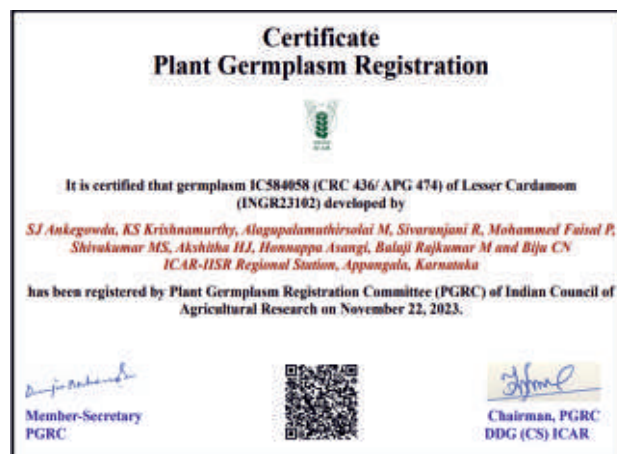 Certificate
Plant Germplasm Registration
ICAR
It is certified that germplasm IC584058 (CRC 436/ APG 474) of Lesser Cardamom
(INGR23102) developed by
SJ Ankegowda, KS Krishnamurthy, Alagupalamuthirsolai M, Sivaranjani R, Mohammed Faisal P,
Shivakumar MS, Akshitha HJ, Honnappa Asangi, Balaji Rajkumar M and Biju CN
ICAR-IISR Regional Station, Appangala, Karnataka
has been registered by Plant Germplasm Registration Committee (PGRC) of Indian Council of
Agricultural Research on November 22, 2023.
Member-Secretary
PGRC
Chairman, PGRC
DDG (CS) ICAR